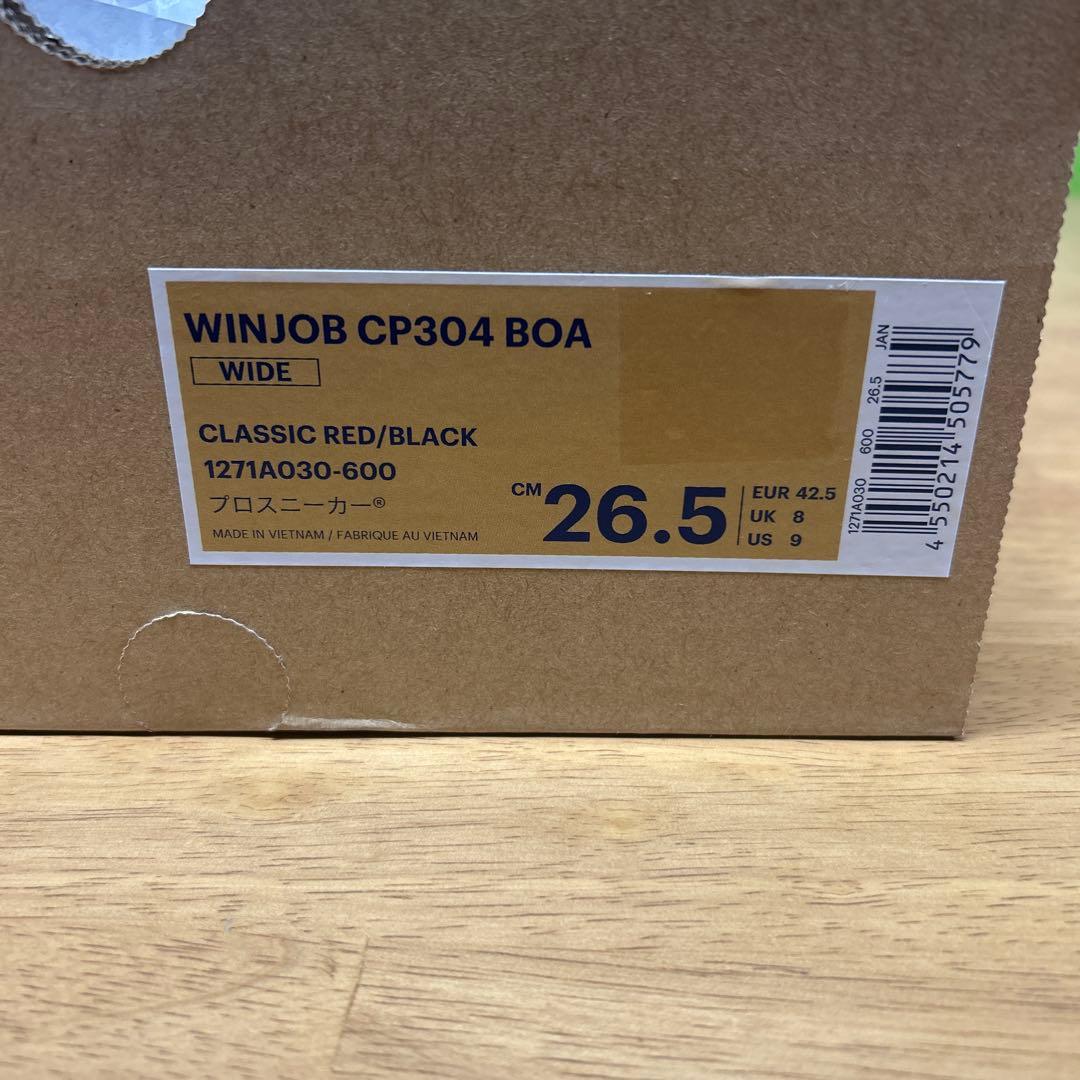 WINJOB CP304 BOA
WIDE
CLASSIC RED/BLACK
1271A030-600
プロスニーカー®
MADE IN VIETNAM / FABRIQUE AU VIETNAM
CM 26.5
EUR 42.5
UK 8
US 9
1271A030 600 26.5 JAN
4 550214 505779